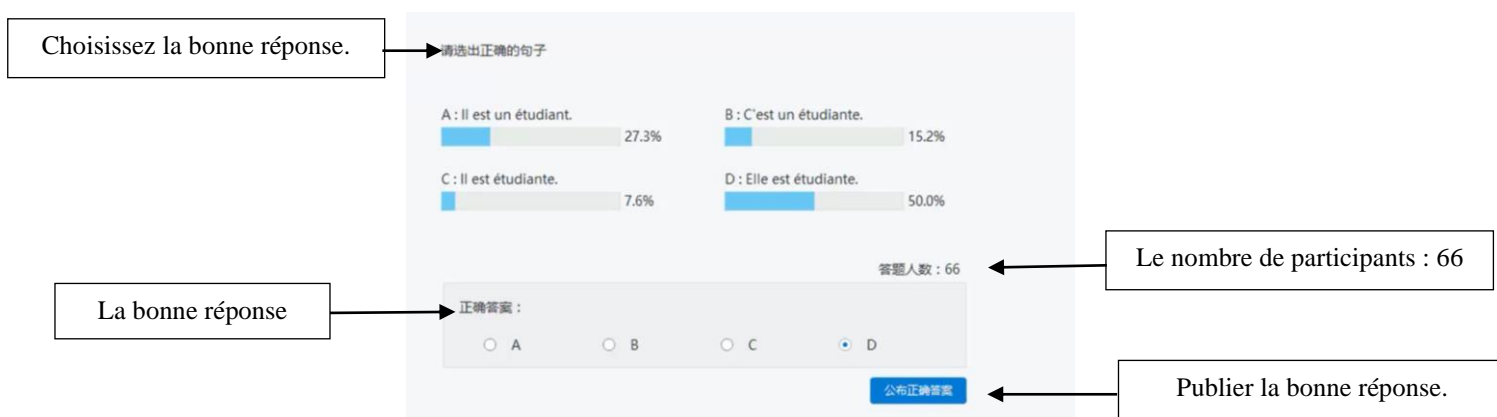 Choisissez la bonne réponse.
请选出正确的句子
A : Il est un étudiant.
27.3%
B : C'est un étudiante.
15.2%
C : Il est étudiante.
7.6%
D : Elle est étudiante.
50.0%
答题人数：66
Le nombre de participants : 66
La bonne réponse
正确答案：
A B C D
公布正确答案
Publier la bonne réponse.